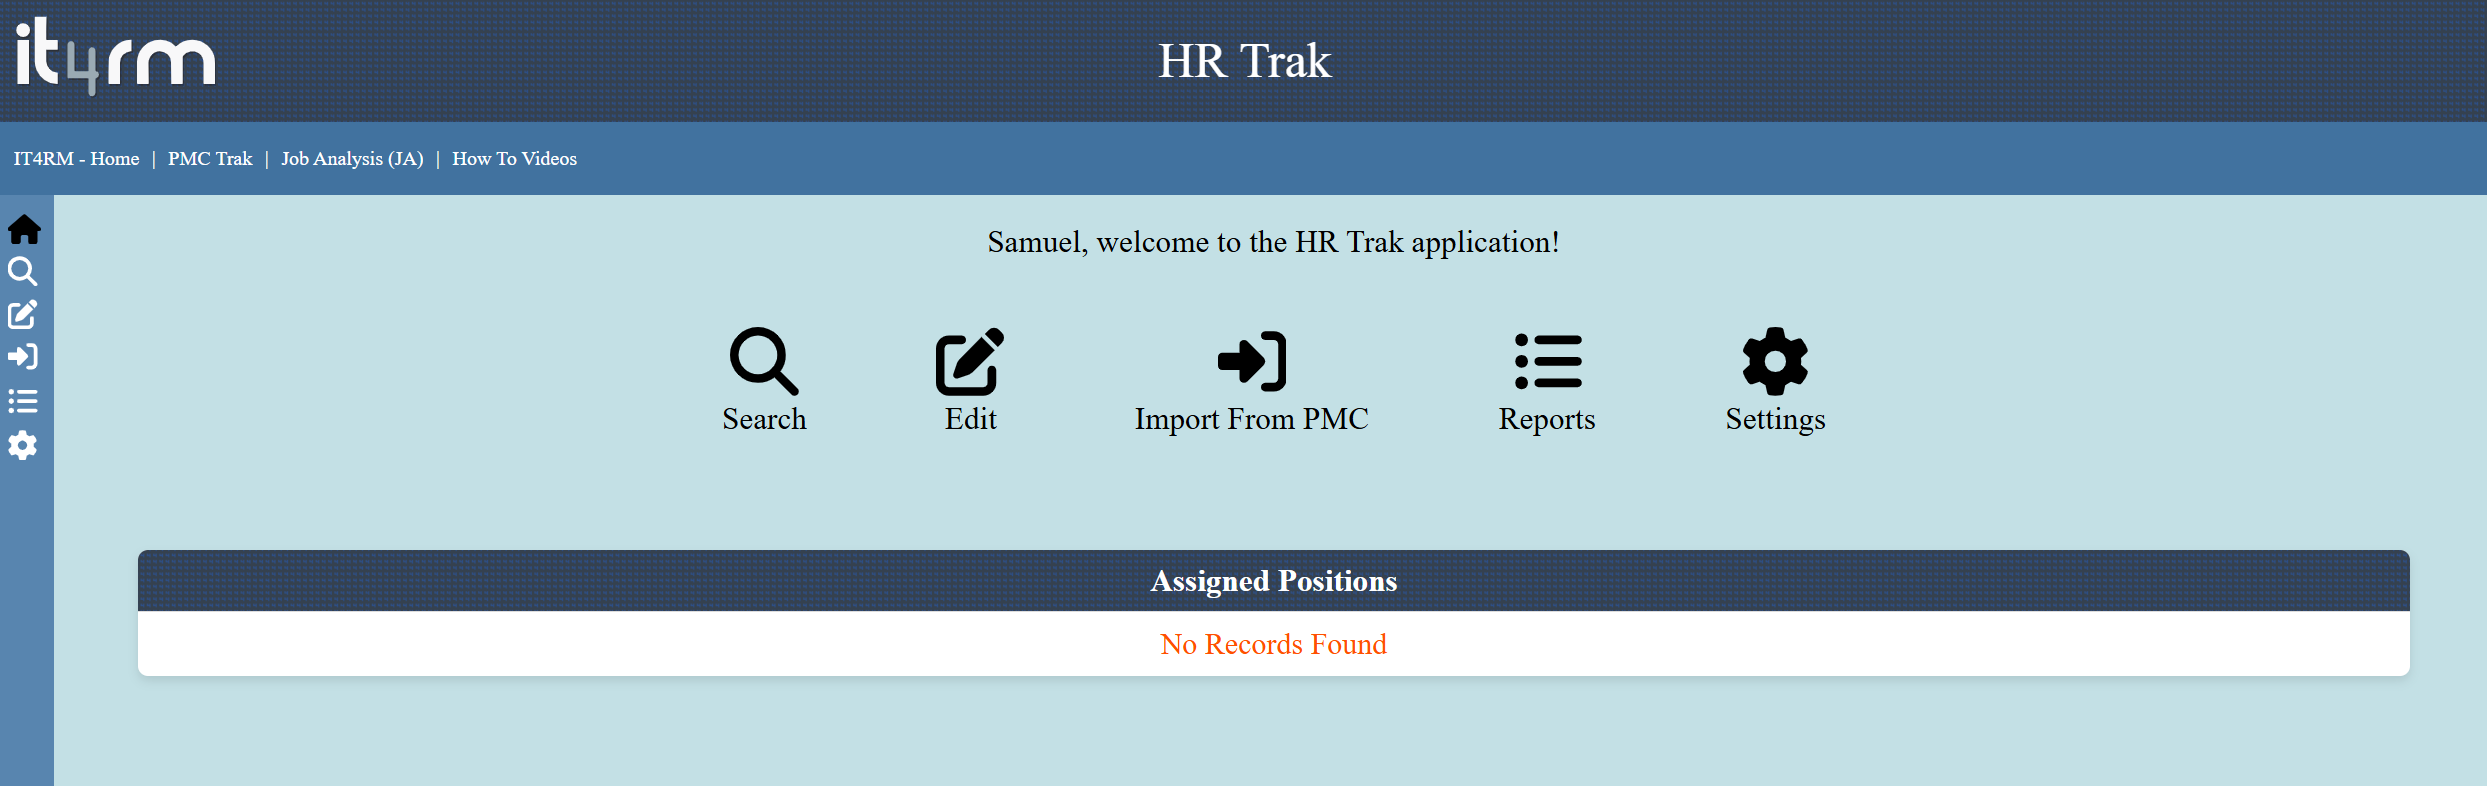 it4rm
HR Trak
IT4RM - Home | PMC Trak | Job Analysis (JA) | How To Videos
Samuel, welcome to the HR Trak application!
Search
Edit
Import From PMC
Reports
Settings
Assigned Positions
No Records Found